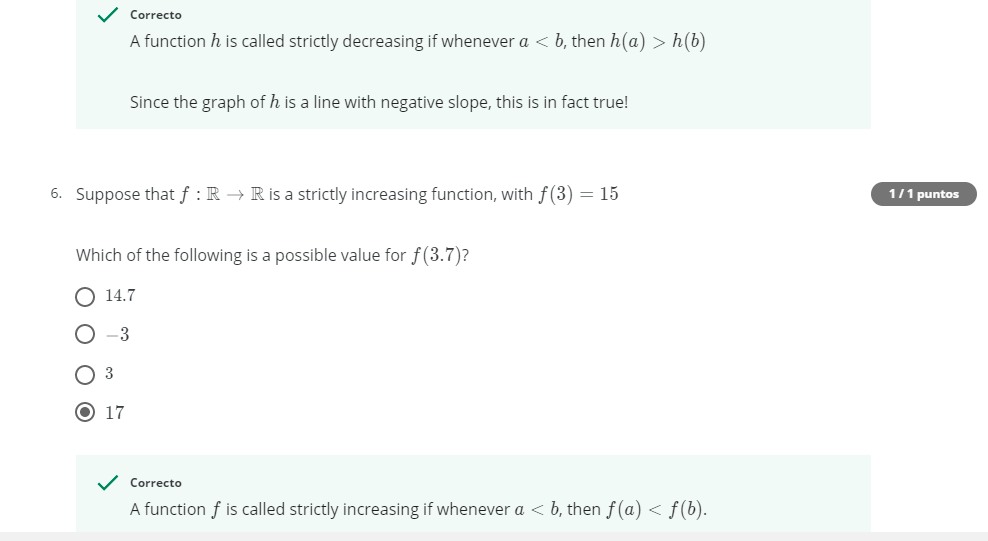 Correcto
A function h is called strictly decreasing if whenever a < b, then h(a) > h(b)
Since the graph of h is a line with negative slope, this is in fact true!
6. Suppose that f : ℝ → ℝ is a strictly increasing function, with f(3) = 15
1 / 1 puntos
Which of the following is a possible value for f(3.7)?
14.7
−3
3
17
Correcto
A function f is called strictly increasing if whenever a < b, then f(a) < f(b).